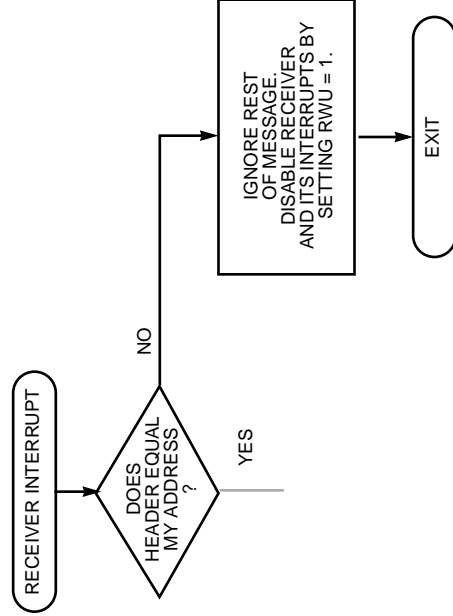 RECEIVER INTERRUPT
DOES
HEADER EQUAL
MY ADDRESS
?
NO
YES
IGNORE REST
OF MESSAGE.
DISABLE RECEIVER
AND ITS INTERRUPTS BY
SETTING RWU = 1.
EXIT